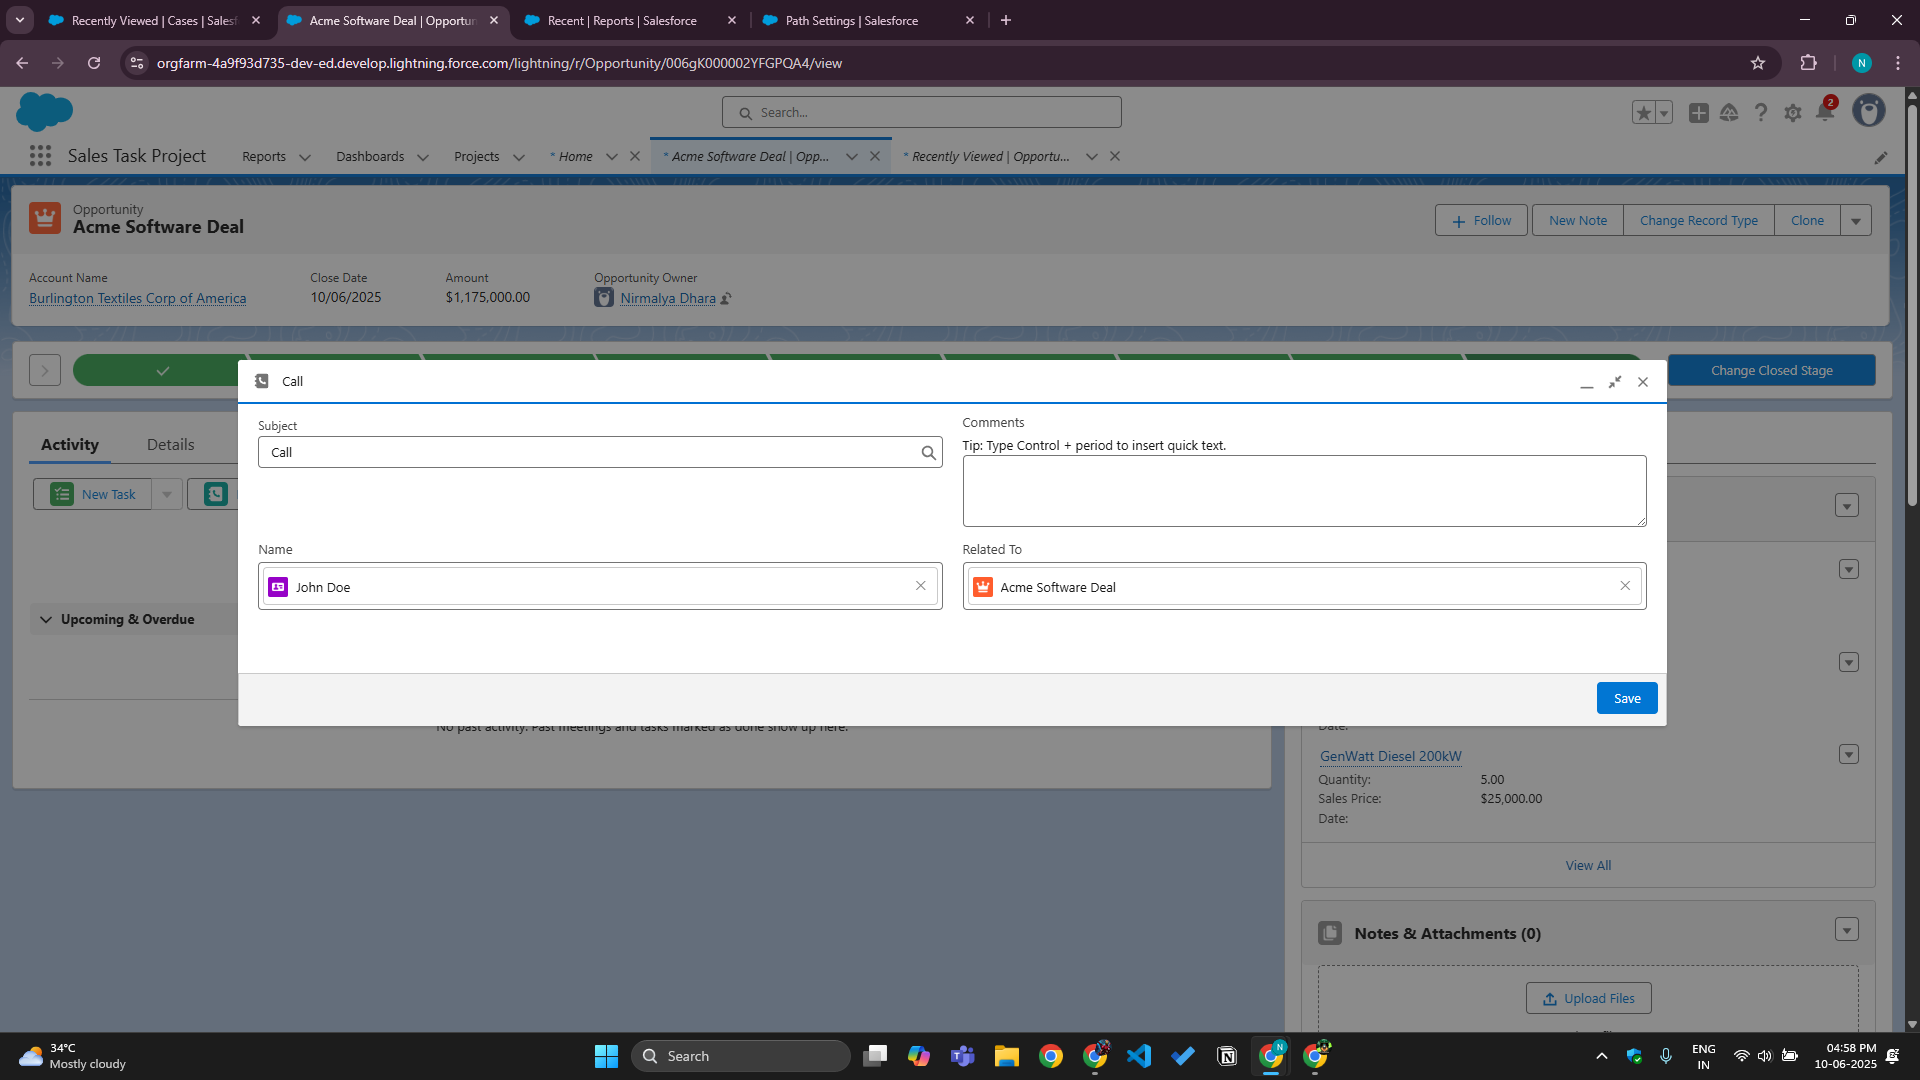 Recently Viewed | Cases | Salesf
Acme Software Deal | Opportun
Recent | Reports | Salesforce
Path Settings | Salesforce
orgfarm-4a9f93d735-dev-ed.develop.lightning.force.com/lightning/r/Opportunity/006gK000002YFGPQA4/view
N
Search...
2
Sales Task Project
Reports
Dashboards
Projects
* Home
* Acme Software Deal | Opp...
* Recently Viewed | Opportu...
Opportunity
Acme Software Deal
Follow
New Note
Change Record Type
Clone
Account Name
Close Date
Amount
Opportunity Owner
Burlington Textiles Corp of America
10/06/2025
$1,175,000.00
Nirmalya Dhara
Change Closed Stage
Call
Activity
Details
New Task
Upcoming & Overdue
Subject
Call
Comments
Tip: Type Control + period to insert quick text.
Name
John Doe
Related To
Acme Software Deal
Save
No past activity. Past meetings and tasks marked as done show up here.
Date:
GenWatt Diesel 200kW
Quantity:
5.00
Sales Price:
$25,000.00
Date:
View All
Notes & Attachments (0)
Upload Files
34°C
Mostly cloudy
Search
N
ENG
IN
04:58 PM
10-06-2025